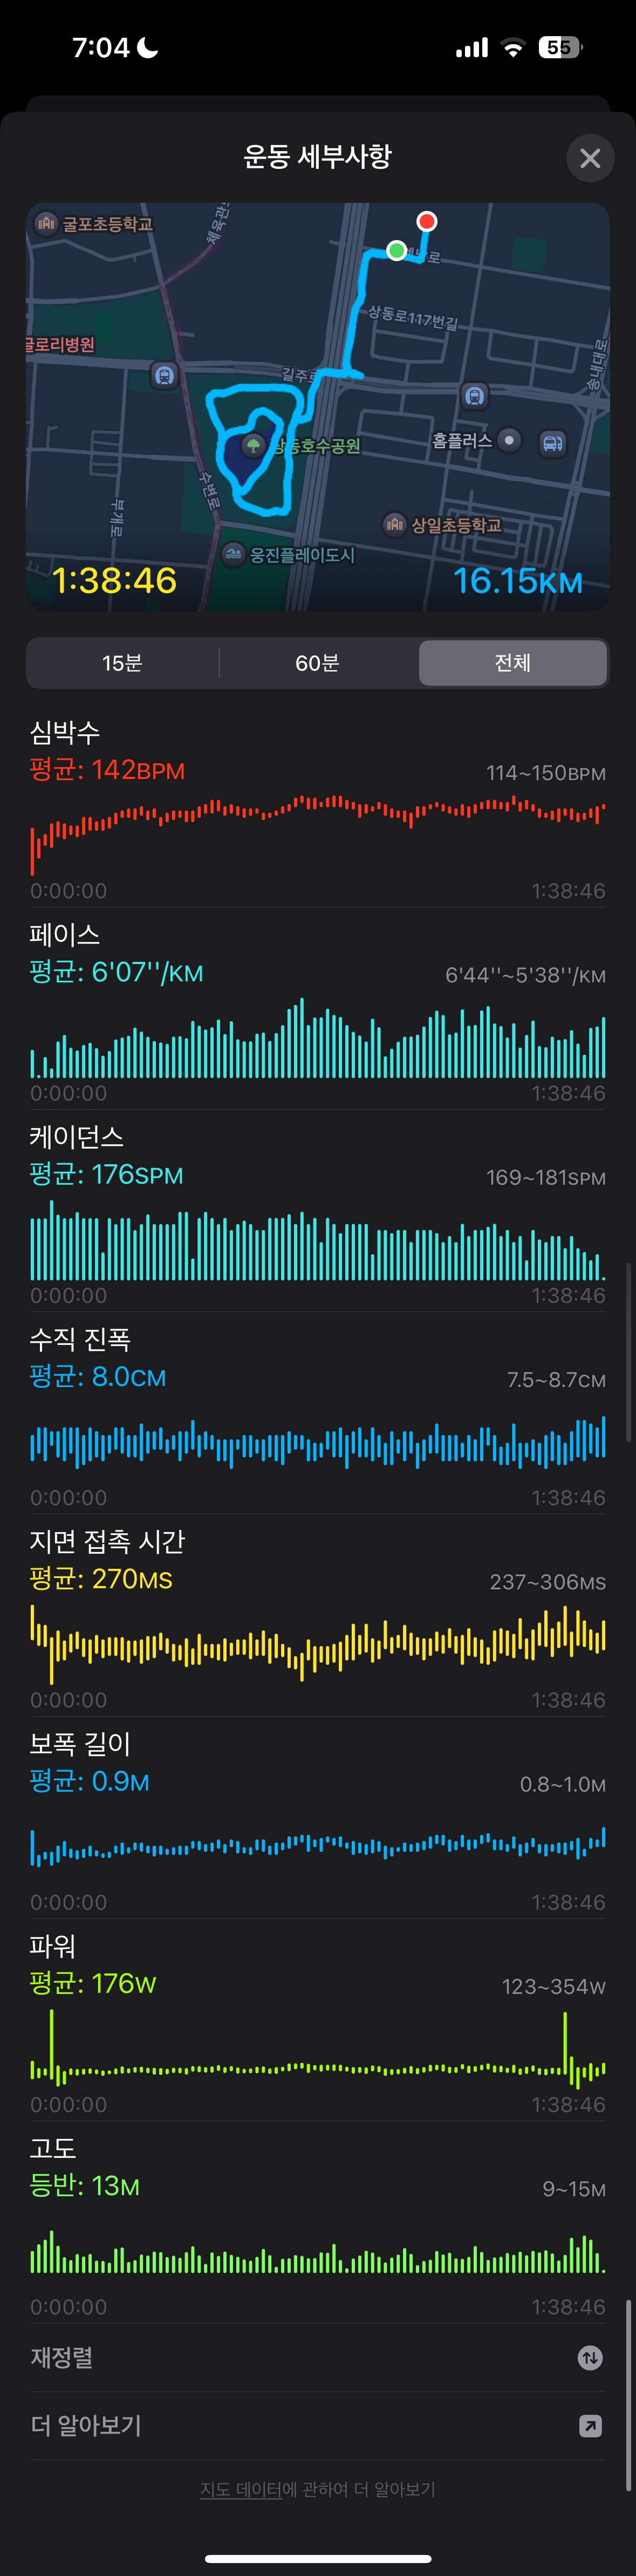 7:04
55
운동 세부사항
굴포초등학교
상동로117번길
글로리병원
길주로
송내대로
홈플러스
상동호수공원
수변로
부개로
상일초등학교
웅진플레이도시
1:38:46
16.15KM
15분
60분
전체
심박수
평균: 142BPM
114~150BPM
0:00:00
1:38:46
페이스
평균: 6'07''/KM
6'44''~5'38''/KM
0:00:00
1:38:46
케이던스
평균: 176SPM
169~181SPM
0:00:00
1:38:46
수직 진폭
평균: 8.0CM
7.5~8.7CM
0:00:00
1:38:46
지면 접촉 시간
평균: 270MS
237~306MS
0:00:00
1:38:46
보폭 길이
평균: 0.9M
0.8~1.0M
0:00:00
1:38:46
파워
평균: 176W
123~354W
0:00:00
1:38:46
고도
등반: 13M
9~15M
0:00:00
1:38:46
재정렬
더 알아보기
지도 데이터에 관하여 더 알아보기